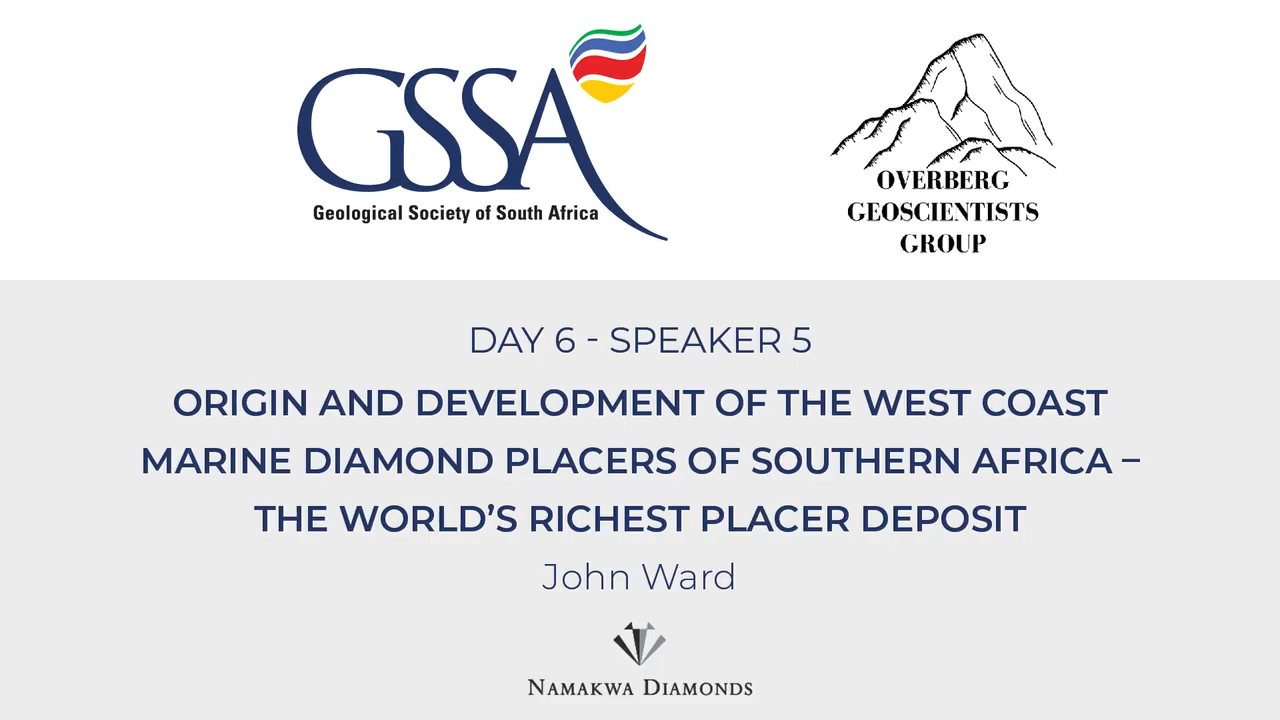 GSSA
Geological Society of South Africa
OVERBERG
GEOSCIENTISTS
GROUP
DAY 6 - SPEAKER 5
ORIGIN AND DEVELOPMENT OF THE WEST COAST
MARINE DIAMOND PLACERS OF SOUTHERN AFRICA –
THE WORLD’S RICHEST PLACER DEPOSIT
John Ward
NAMAKWA DIAMONDS